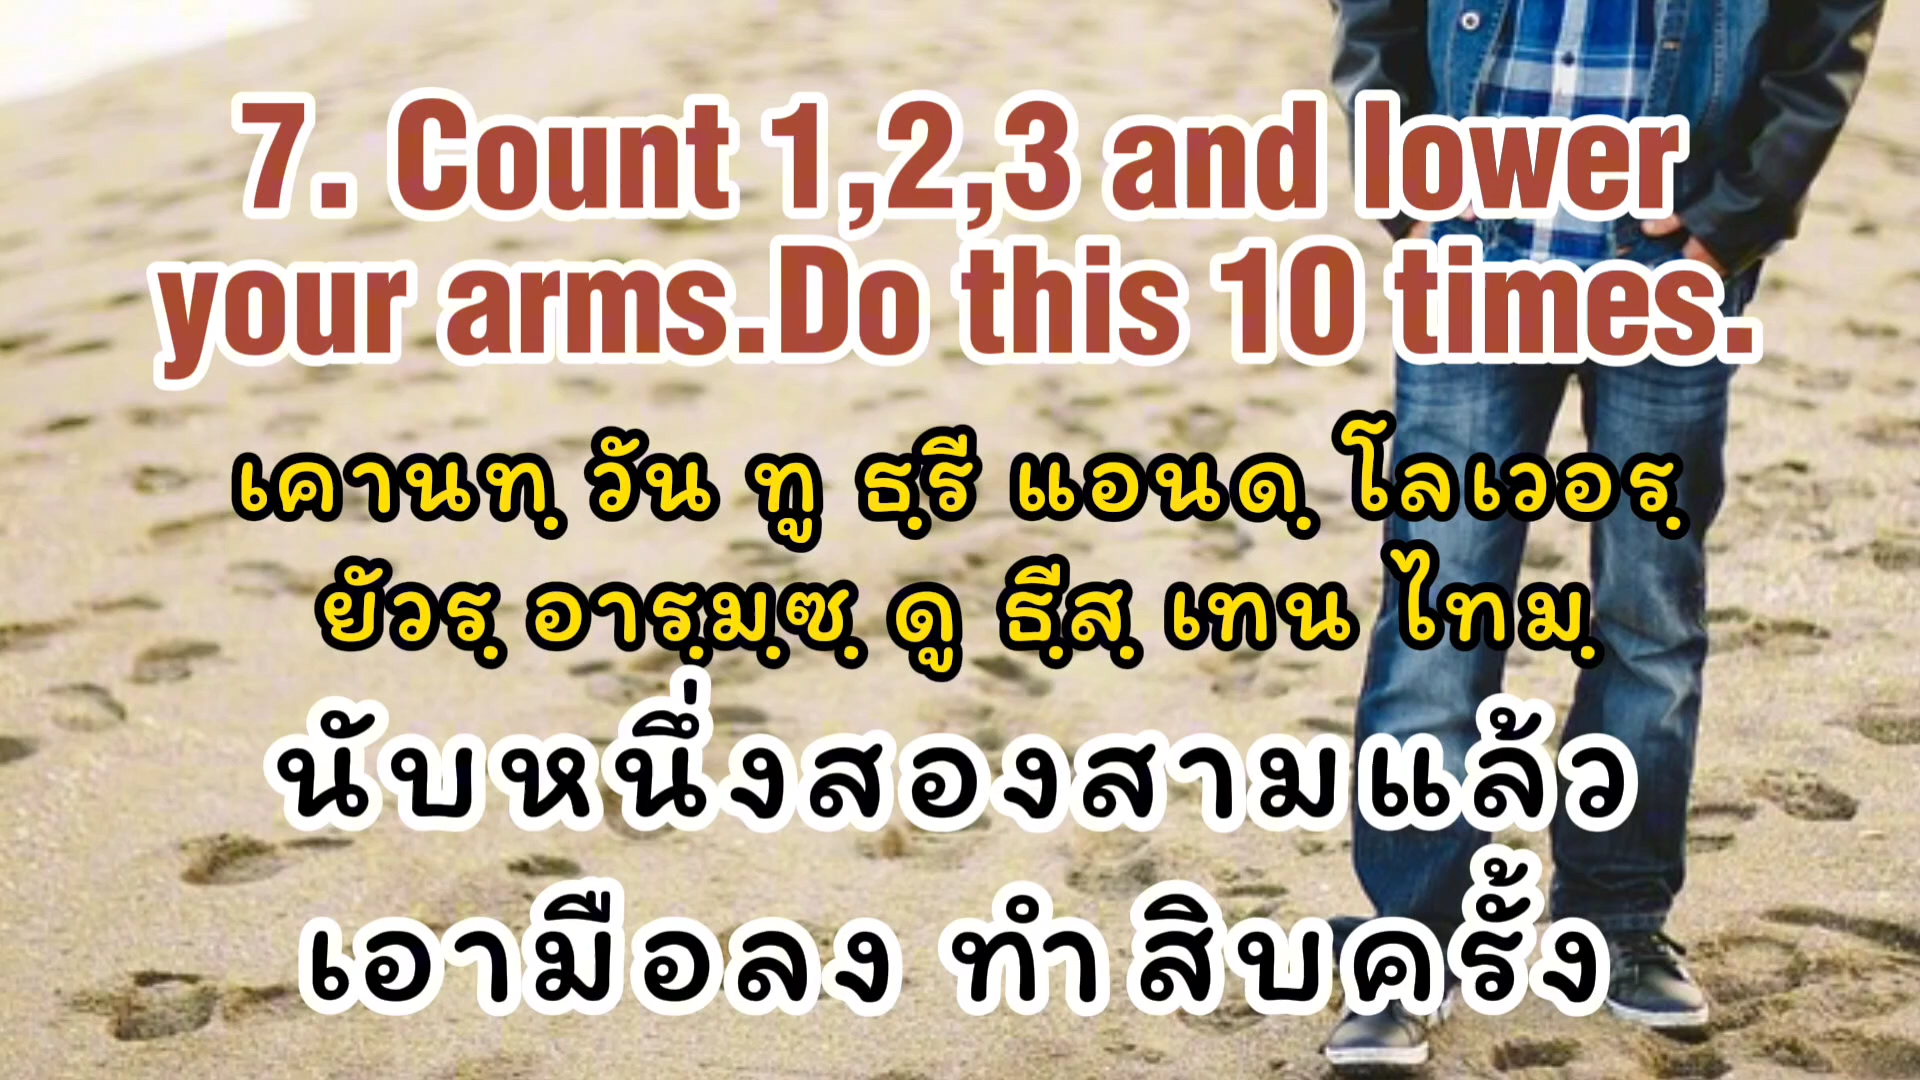 7. Count 1,2,3 and lower
your arms.Do this 10 times.
เคานทฺ วัน ทู ธฺรี แอนดฺ โลเวอรฺ
ยัวรฺ อารฺมฺซฺ ดู ธฺีสฺ เทน ไทมฺ
นับหนึ่งสองสามแล้ว
เอามือลง ทำสิบครั้ง